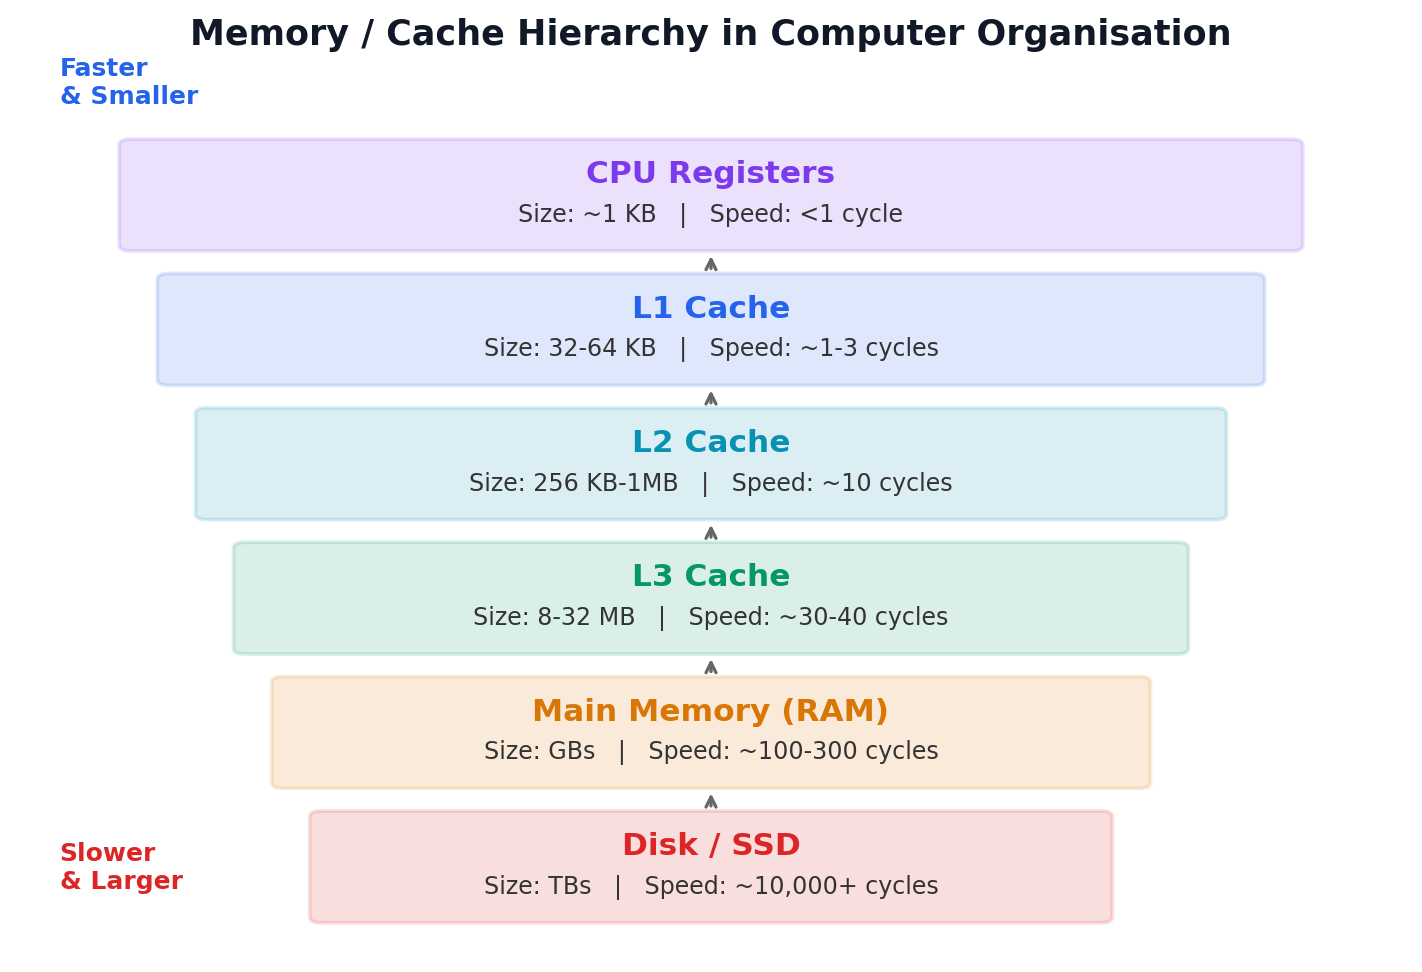 Memory / Cache Hierarchy in Computer Organisation
Faster
& Smaller
CPU Registers
Size: ~1 KB | Speed: <1 cycle
L1 Cache
Size: 32-64 KB | Speed: ~1-3 cycles
L2 Cache
Size: 256 KB-1MB | Speed: ~10 cycles
L3 Cache
Size: 8-32 MB | Speed: ~30-40 cycles
Main Memory (RAM)
Size: GBs | Speed: ~100-300 cycles
Slower
& Larger
Disk / SSD
Size: TBs | Speed: ~10,000+ cycles